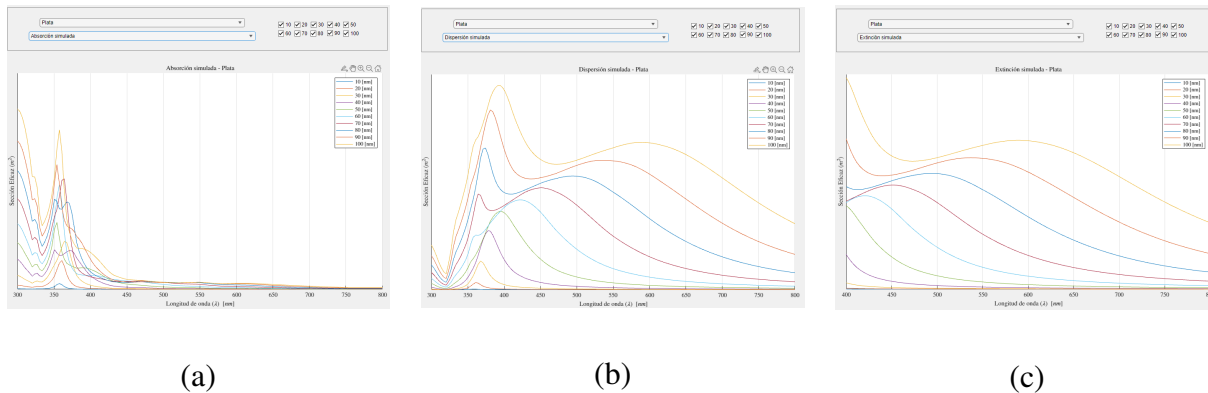 Plata
Absorción simulada
10 20 30 40 50
60 70 80 90 100
Absorción simulada - Plata
Sección Eficaz (m²)
10 [nm]
20 [nm]
30 [nm]
40 [nm]
50 [nm]
60 [nm]
70 [nm]
80 [nm]
90 [nm]
100 [nm]
300 350 400 450 500 550 600 650 700 750 800
Longitud de onda (λ) [nm]
(a)
Plata
Dispersión simulada
10 20 30 40 50
60 70 80 90 100
Dispersión simulada - Plata
Sección Eficaz (m²)
10 [nm]
20 [nm]
30 [nm]
40 [nm]
50 [nm]
60 [nm]
70 [nm]
80 [nm]
90 [nm]
100 [nm]
300 350 400 450 500 550 600 650 700 750 800
Longitud de onda (λ) [nm]
(b)
Plata
Extinción simulada
10 20 30 40 50
60 70 80 90 100
Extinción simulada - Plata
Sección Eficaz (m²)
10 [nm]
20 [nm]
30 [nm]
40 [nm]
50 [nm]
60 [nm]
70 [nm]
80 [nm]
90 [nm]
100 [nm]
400 450 500 550 600 650 700 750 800
Longitud de onda (λ) [nm]
(c)